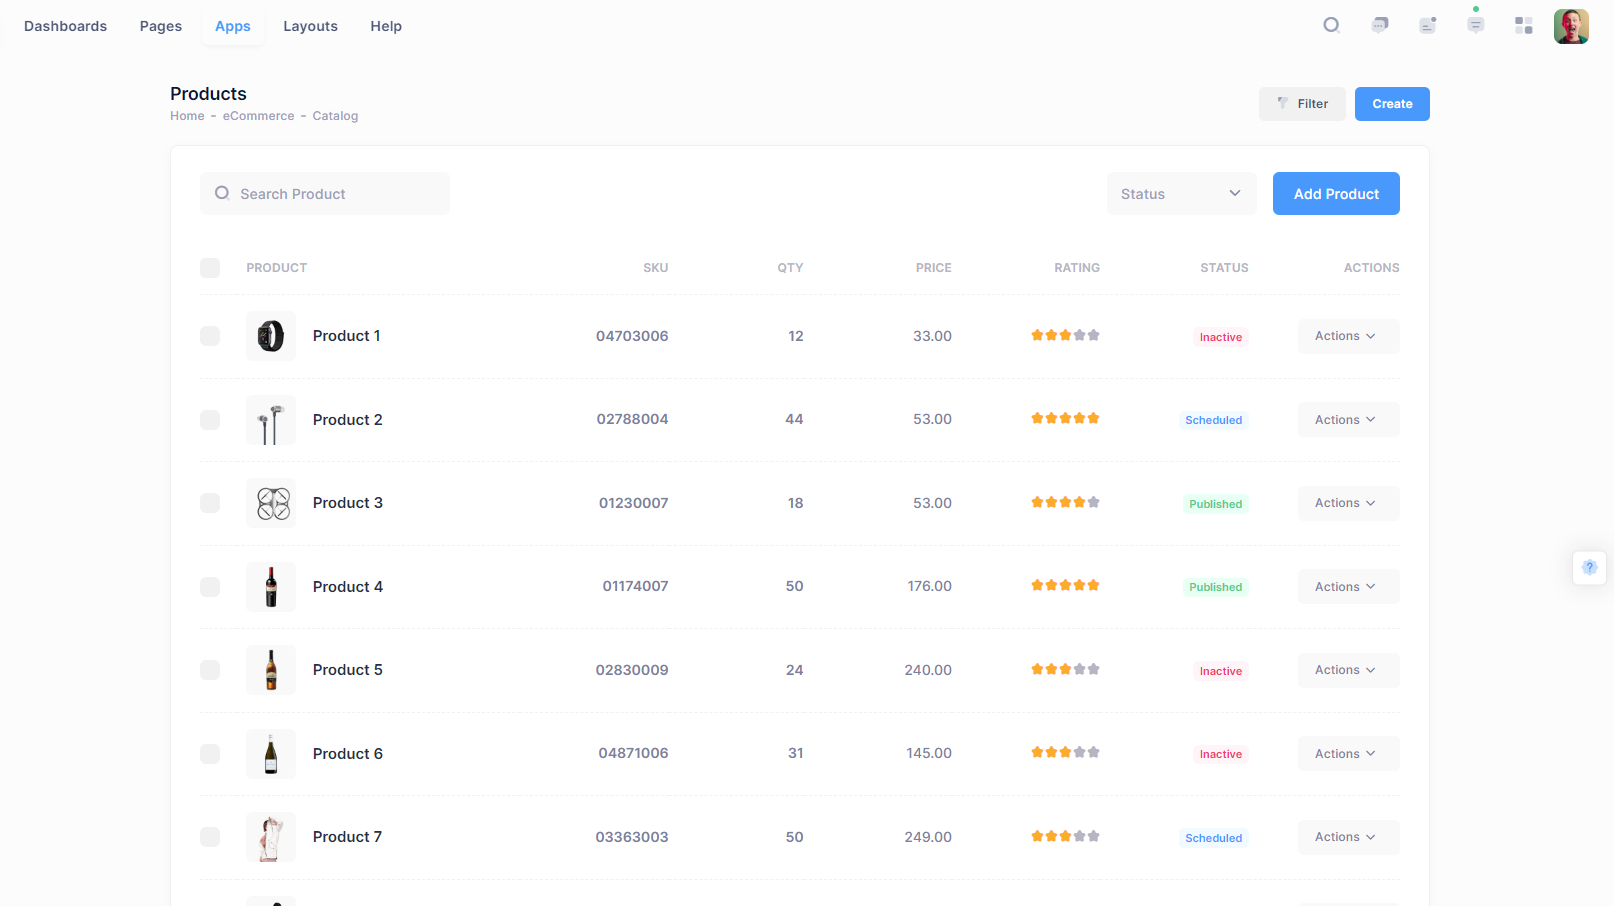 Dashboards Pages Apps Layouts Help
Products
Home - eCommerce - Catalog
Filter Create
Search Product Status Add Product
PRODUCT SKU QTY PRICE RATING STATUS ACTIONS
Product 1 04703006 12 33.00 Inactive Actions
Product 2 02788004 44 53.00 Scheduled Actions
Product 3 01230007 18 53.00 Published Actions
Product 4 01174007 50 176.00 Published Actions
Product 5 02830009 24 240.00 Inactive Actions
Product 6 04871006 31 145.00 Inactive Actions
Product 7 03363003 50 249.00 Scheduled Actions
?